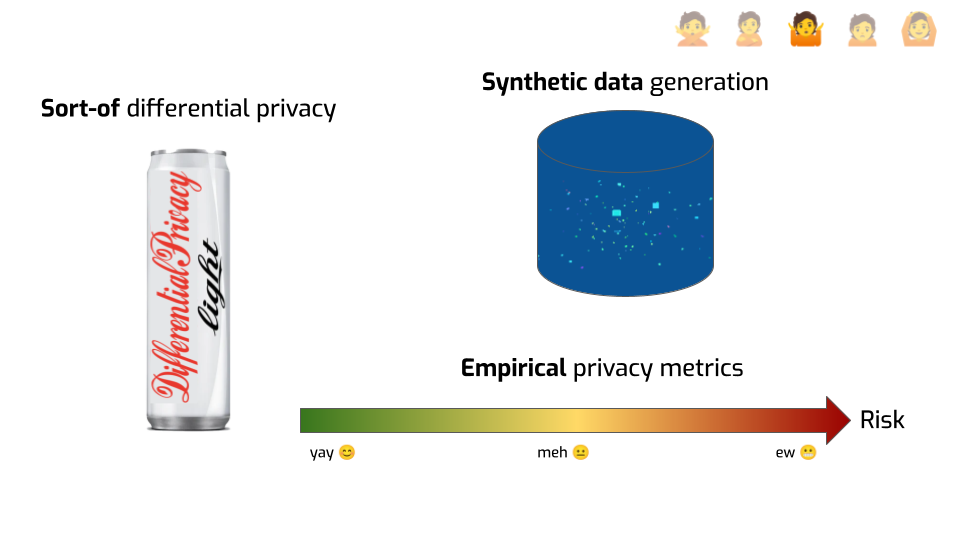 Sort-of differential privacy
Differential Privacy
light
Synthetic data generation
Empirical privacy metrics
Risk
yay 😊
meh 😐
ew 😬